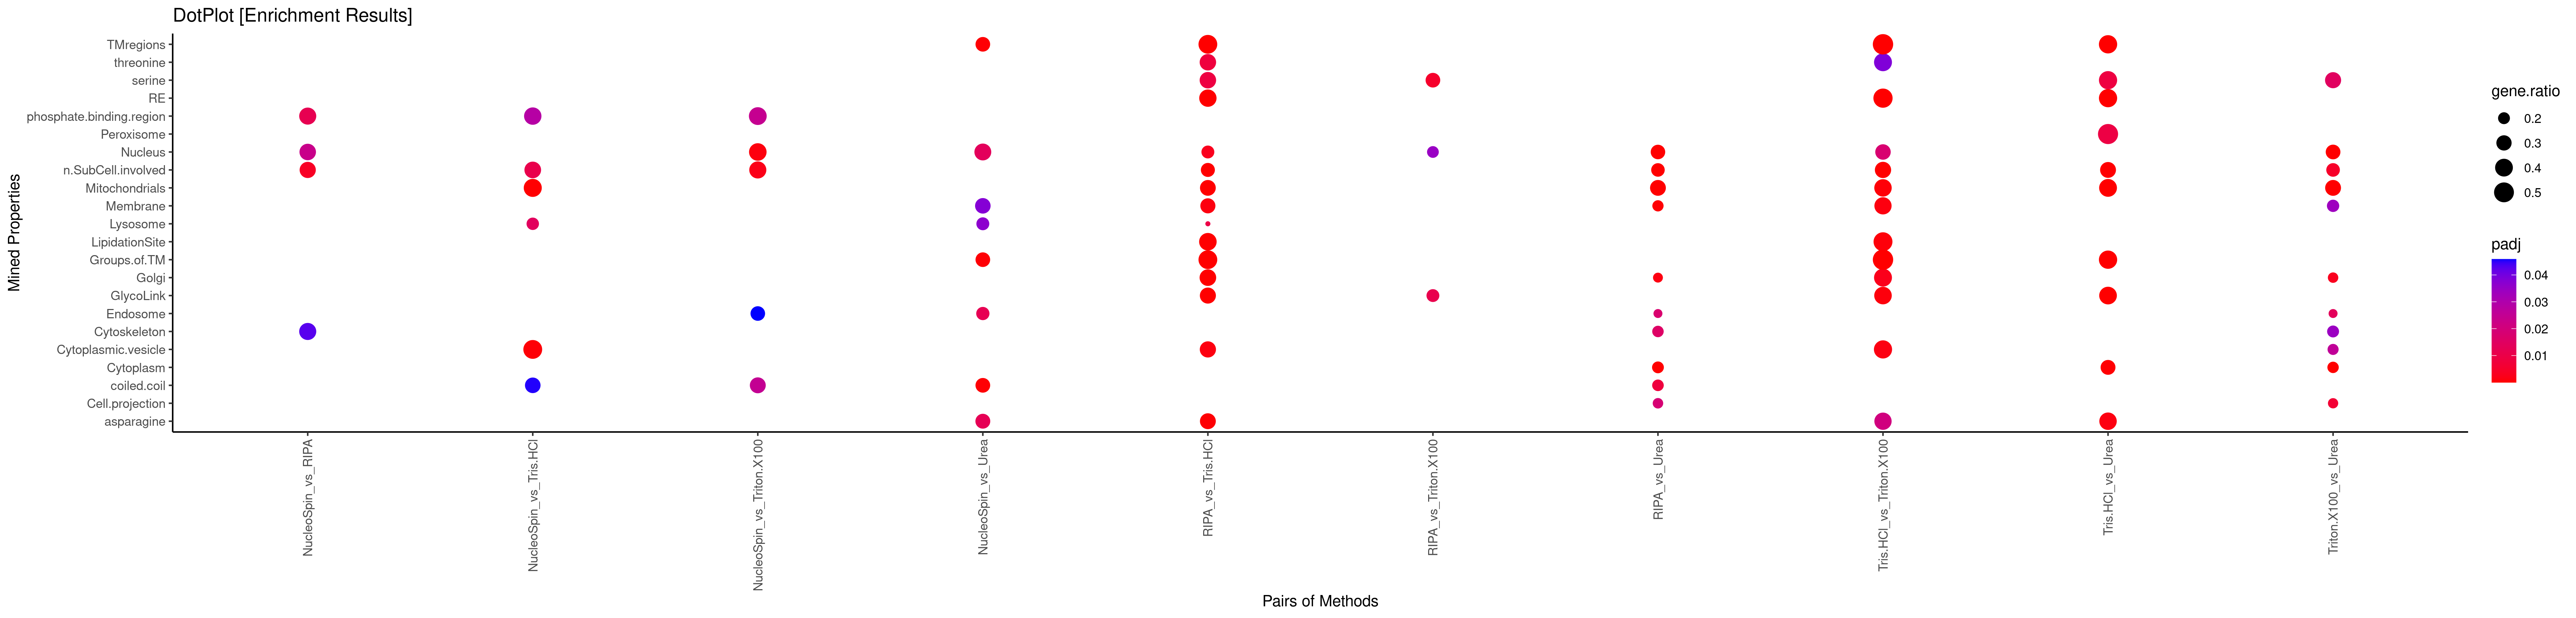 DotPlot [Enrichment Results]
Mined Properties
TMregions
threonine
serine
RE
phosphate.binding.region
Peroxisome
Nucleus
n.SubCell.involved
Mitochondrials
Membrane
Lysosome
LipidationSite
Groups.of.TM
Golgi
GlycoLink
Endosome
Cytoskeleton
Cytoplasmic.vesicle
Cytoplasm
coiled.coil
Cell.projection
asparagine
NucleoSpin_vs_RIPA
NucleoSpin_vs_Tris.HCl
NucleoSpin_vs_Triton.X100
NucleoSpin_vs_Urea
RIPA_vs_Tris.HCl
RIPA_vs_Triton.X100
RIPA_vs_Urea
Tris.HCl_vs_Triton.X100
Tris.HCl_vs_Urea
Triton.X100_vs_Urea
Pairs of Methods
gene.ratio
0.2
0.3
0.4
0.5
padj
0.04
0.03
0.02
0.01